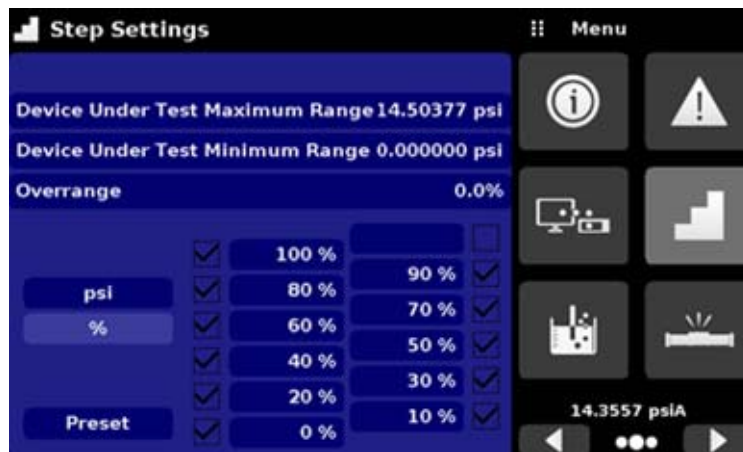 Step Settings
Menu
Device Under Test Maximum Range 14.50377 psi
Device Under Test Minimum Range 0.000000 psi
Overrange 0.0%
100 %
90 %
psi
80 %
70 %
%
60 %
50 %
40 %
30 %
20 %
10 %
Preset
0 %
14.3557 psiA